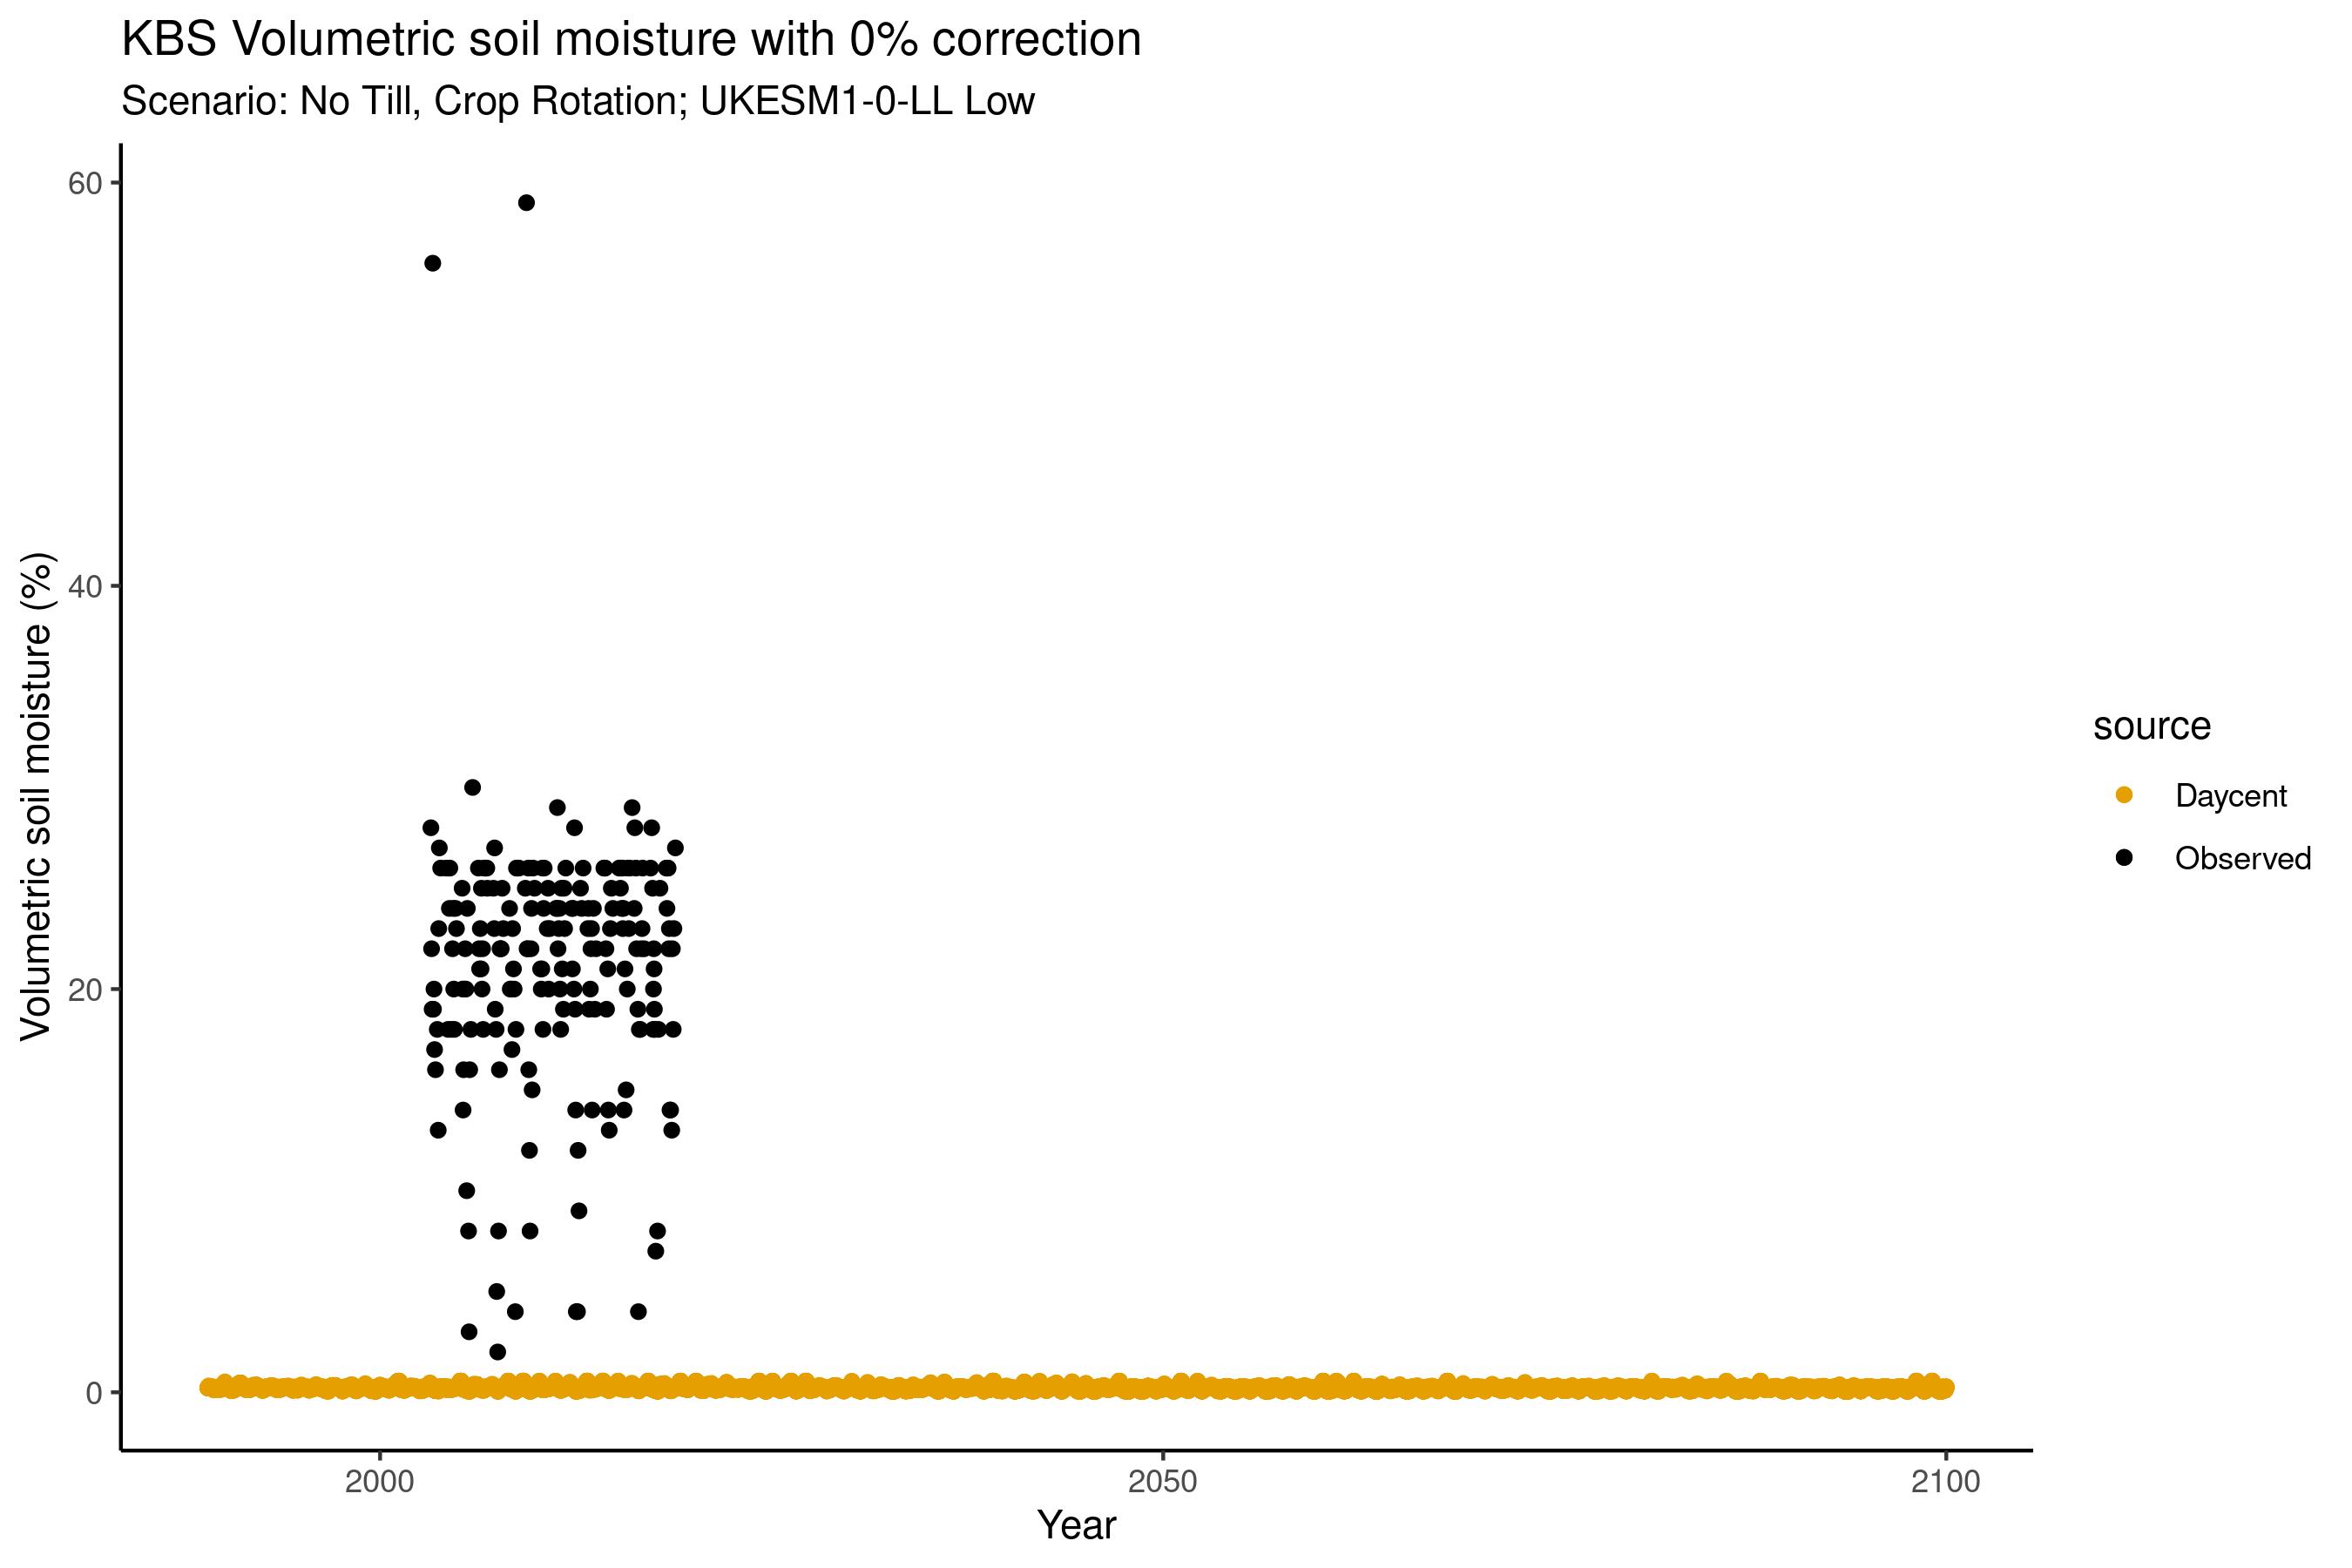 KBS Volumetric soil moisture with 0% correction
Scenario: No Till, Crop Rotation; UKESM1-0-LL Low
Volumetric soil moisture (%)
60
40
20
0
2000
2050
2100
Year
source
Daycent
Observed